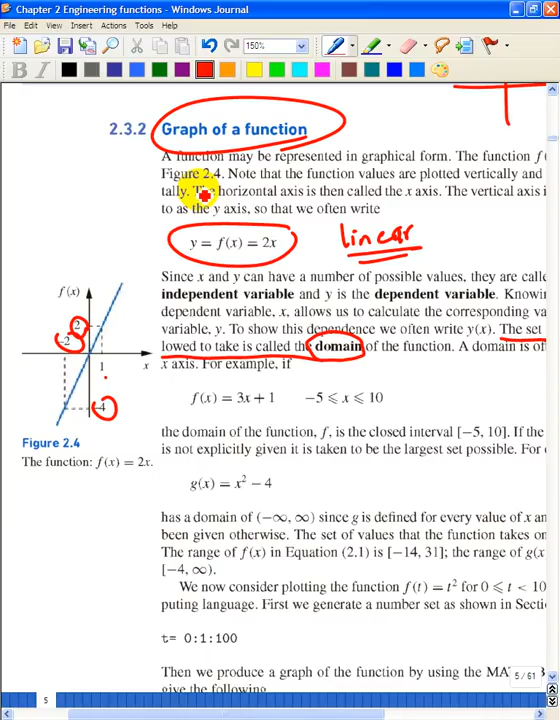 Chapter 2 Engineering functions - Windows Journal
File Edit View Insert Actions Tools Help
150%
B I
2.3.2 Graph of a function
A function may be represented in graphical form. The function f(
Figure 2.4. Note that the function values are plotted vertically and
tally. The horizontal axis is then called the x axis. The vertical axis i
to as the y axis, so that we often write
y = f(x) = 2x
linear
Since x and y can have a number of possible values, they are calle
independent variable and y is the dependent variable. Knowin
dependent variable, x, allows us to calculate the corresponding va
variable, y. To show this dependence we often write y(x). The set
lowed to take is called the domain of the function. A domain is of
x axis. For example, if
f(x) = 3x + 1 −5 ⩽ x ⩽ 10
the domain of the function, f, is the closed interval [−5, 10]. If the
is not explicitly given it is taken to be the largest set possible. For
g(x) = x² − 4
has a domain of (−∞, ∞) since g is defined for every value of x an
been given otherwise. The set of values that the function takes on
The range of f(x) in Equation (2.1) is [−14, 31]; the range of g(x
[−4, ∞).
We now consider plotting the function f(t) = t² for 0 ⩽ t < 10
puting language. First we generate a number set as shown in Secti
t= 0:1:100
Then we produce a graph of the function by using the MA
give the following
f(x)
2
−2
1
x
−4
Figure 2.4
The function: f(x) = 2x.
5
5 / 61